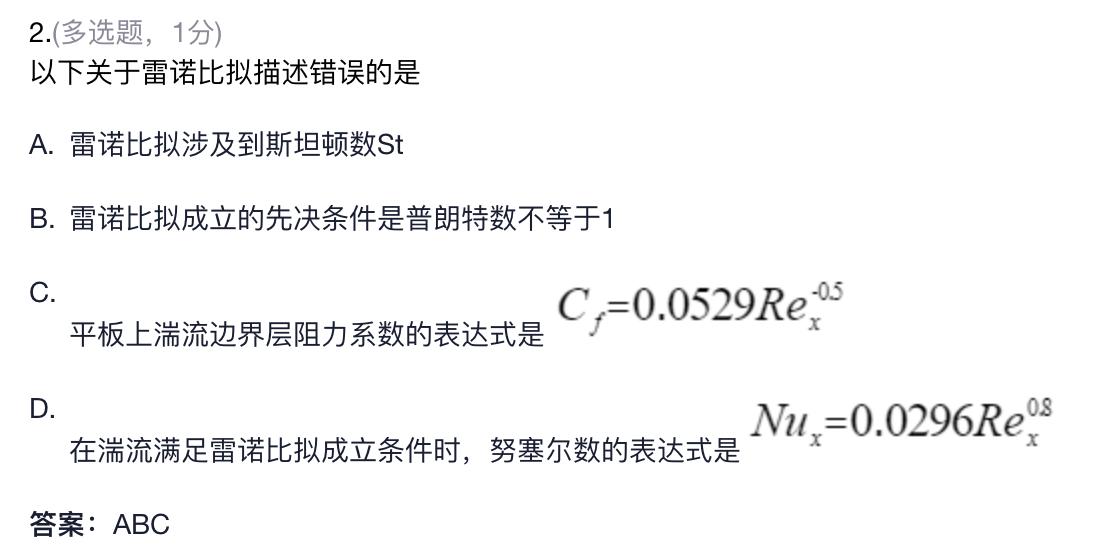 2.(多选题，1分)
以下关于雷诺比拟描述错误的是
A. 雷诺比拟涉及到斯坦顿数St
B. 雷诺比拟成立的先决条件是普朗特数不等于1
C.
平板上湍流边界层阻力系数的表达式是 C_f=0.0529Re_x^{-0.5}
D.
在湍流满足雷诺比拟成立条件时，努塞尔数的表达式是 Nu_x=0.0296Re_x^{0.8}
答案：ABC